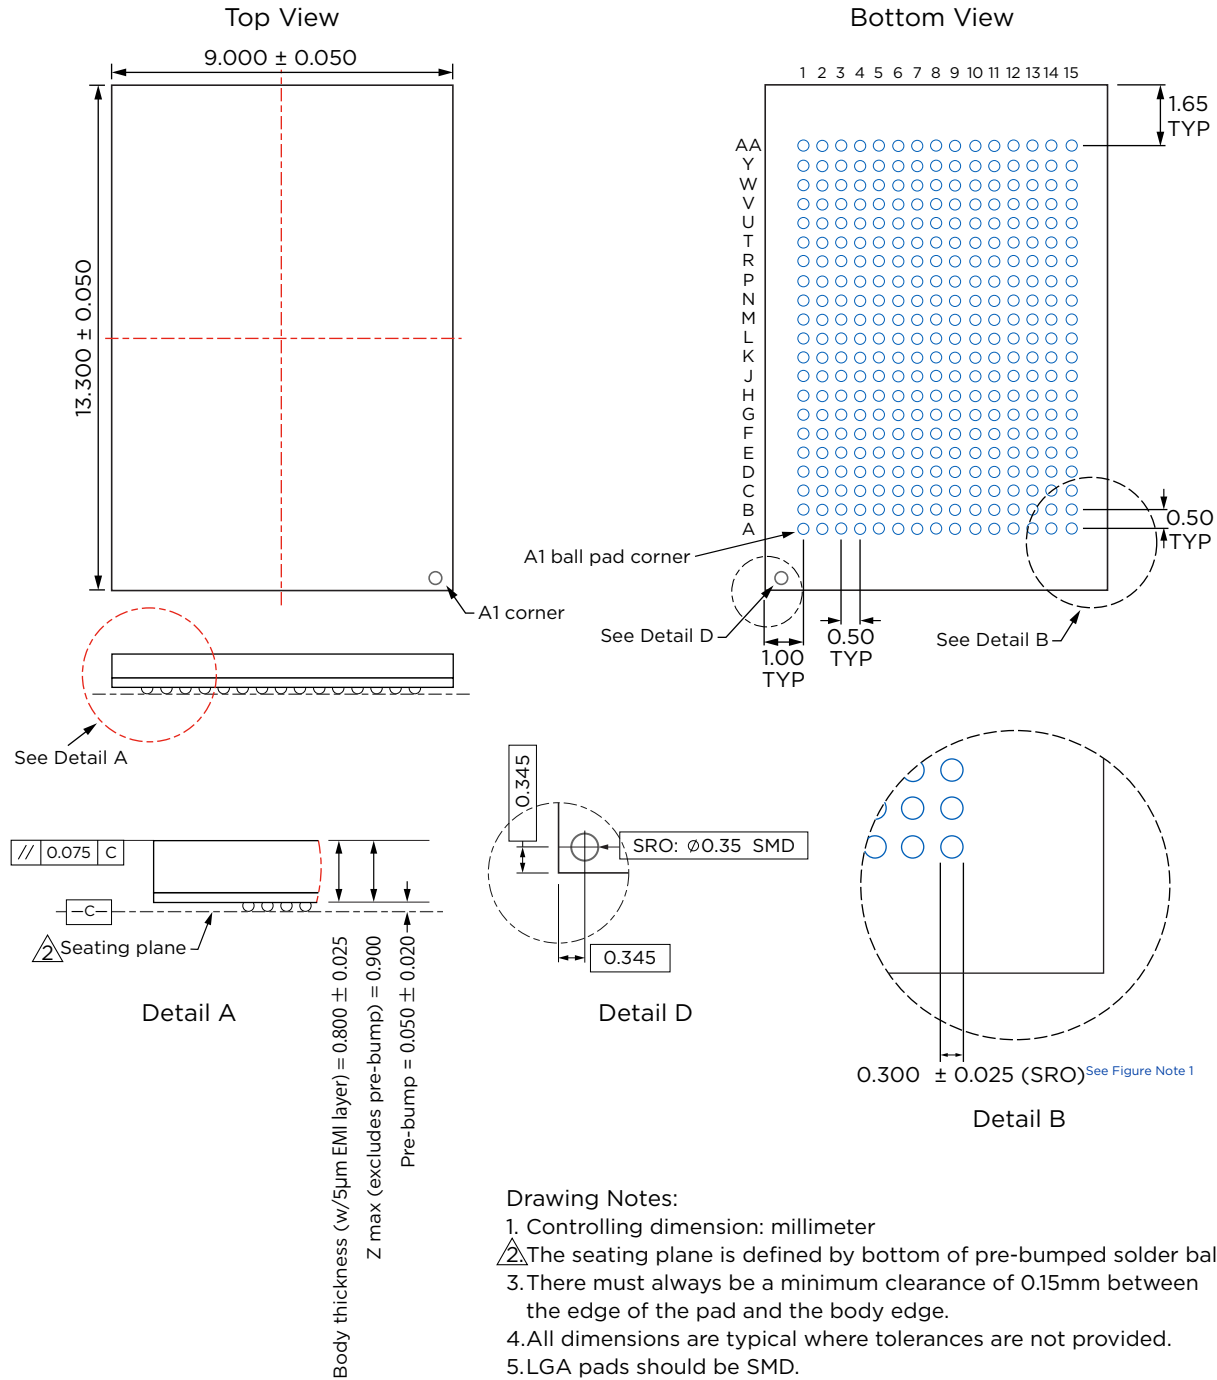 Top View
9.000 ± 0.050
13.300 ± 0.050
A1 corner
See Detail A
Bottom View
1 2 3 4 5 6 7 8 9 10 11 12 13 14 15
1.65
TYP
AA
Y
W
V
U
T
R
P
N
M
L
K
J
H
G
F
E
D
C
B
A
0.50
TYP
A1 ball pad corner
See Detail D
1.00
TYP
0.50
TYP
See Detail B
// 0.075 C
-C-
2 Seating plane
Detail A
Body thickness (w/5µm EMI layer) = 0.800 ± 0.025
Z max (excludes pre-bump) = 0.900
Pre-bump = 0.050 ± 0.020
0.345
SRO: Ø0.35 SMD
0.345
Detail D
0.300 ± 0.025 (SRO) See Figure Note 1
Detail B
Drawing Notes:
1. Controlling dimension: millimeter
2. The seating plane is defined by bottom of pre-bumped solder bal
3. There must always be a minimum clearance of 0.15mm between
the edge of the pad and the body edge.
4. All dimensions are typical where tolerances are not provided.
5. LGA pads should be SMD.